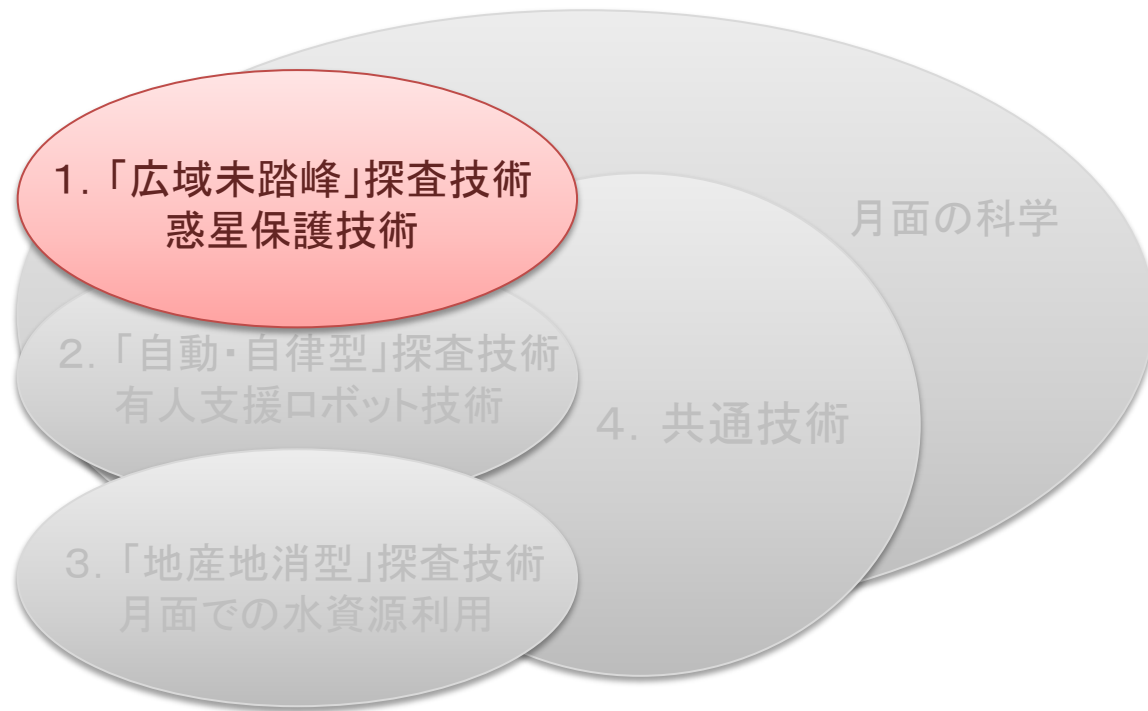 1. 「広域未踏峰」探査技術
惑星保護技術
月面の科学
2. 「自動・自律型」探査技術
有人支援ロボット技術
4. 共通技術
3. 「地産地消型」探査技術
月面での水資源利用